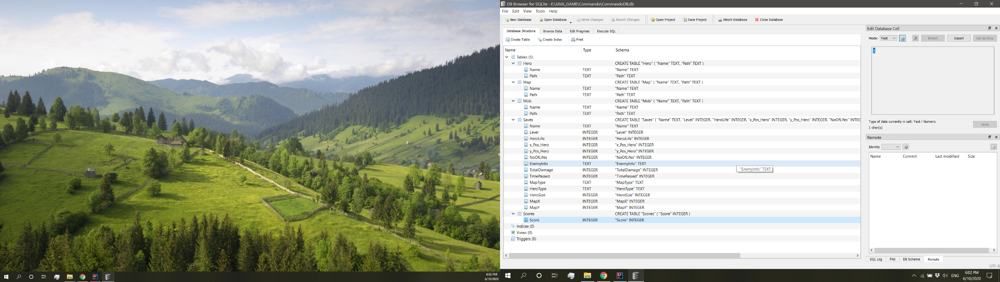 6:02 PM
6/10/2020
DB Browser for SQLite - E:\JAVA_GAME\Commando\CommandoDB.db
File Edit View Tools Help
New Database Open Database Write Changes Revert Changes Open Project Save Project Attach Database Close Database
Database Structure Browse Data Edit Pragmas Execute SQL
Create Table Create Index Print
Name Type Schema
Tables (5)
Hero CREATE TABLE "Hero" ( "Name" TEXT, "Path" TEXT )
Name TEXT "Name" TEXT
Path TEXT "Path" TEXT
Map CREATE TABLE "Map" ( "Name" TEXT, "Path" TEXT )
Name TEXT "Name" TEXT
Path TEXT "Path" TEXT
Mob CREATE TABLE "Mob" ( "Name" TEXT, "Path" TEXT )
Name TEXT "Name" TEXT
Path TEXT "Path" TEXT
Saves CREATE TABLE "Saves" ( "Name" TEXT, "Level" INTEGER, "HeroLife" INTEGER, "x_Pos_Hero" INTEGER, "y_Pos_Hero" INTEGER, "NoOfLifes" INTEG
Name TEXT "Name" TEXT
Level INTEGER "Level" INTEGER
HeroLife INTEGER "HeroLife" INTEGER
x_Pos_Hero INTEGER "x_Pos_Hero" INTEGER
y_Pos_Hero INTEGER "y_Pos_Hero" INTEGER
NoOfLifes INTEGER "NoOfLifes" INTEGER
EnemyInfo TEXT "EnemyInfo" TEXT
"EnemyInfo" TEXT
TotalDamage INTEGER "TotalDamage" INTEGER
TimePassed INTEGER "TimePassed" INTEGER
MapType TEXT "MapType" TEXT
HeroType TEXT "HeroType" TEXT
HeroSize INTEGER "HeroSize" INTEGER
MapX INTEGER "MapX" INTEGER
MapY INTEGER "MapY" INTEGER
Scores CREATE TABLE "Scores" ( "Score" INTEGER )
Score INTEGER "Score" INTEGER
Indices (0)
Views (0)
Triggers (0)
Edit Database Cell
Mode: Text Import Export Set as NULL
1
Type of data currently in cell: Text / Numeric
1 char(s)
Apply
Remote
Identity
Name Commit Last modified Size
SQL Log Plot DB Schema Remote
UTF-8
ENG
6:02 PM
6/10/2020